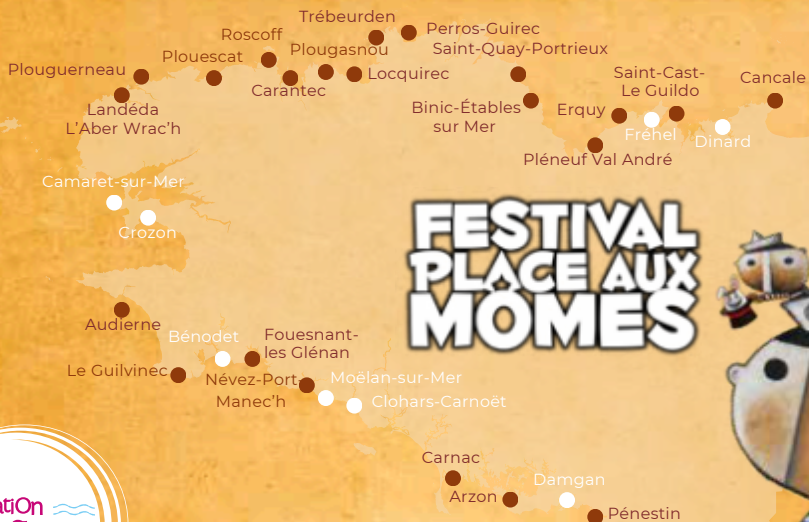 Trébeurden
Perros-Guirec
Roscoff
Saint-Quay-Portrieux
Plougasnou
Plouescat
Plouguerneau
Locquirec
Saint-Cast-
Le Guildo
Cancale
Carantec
Landéda
L'Aber Wrac'h
Binic-Étables
sur Mer
Erquy
Fréhel
Dinard
Pléneuf Val André
Camaret-sur-Mer
Crozon
FESTIVAL
PLACE AUX
MÔMES
Audierne
Bénodet
Fouesnant-
les Glénan
Le Guilvinec
Névez-Port-
Manec'h
Moëlan-sur-Mer
Clohars-Carnoët
Carnac
Damgan
Arzon
Pénestin